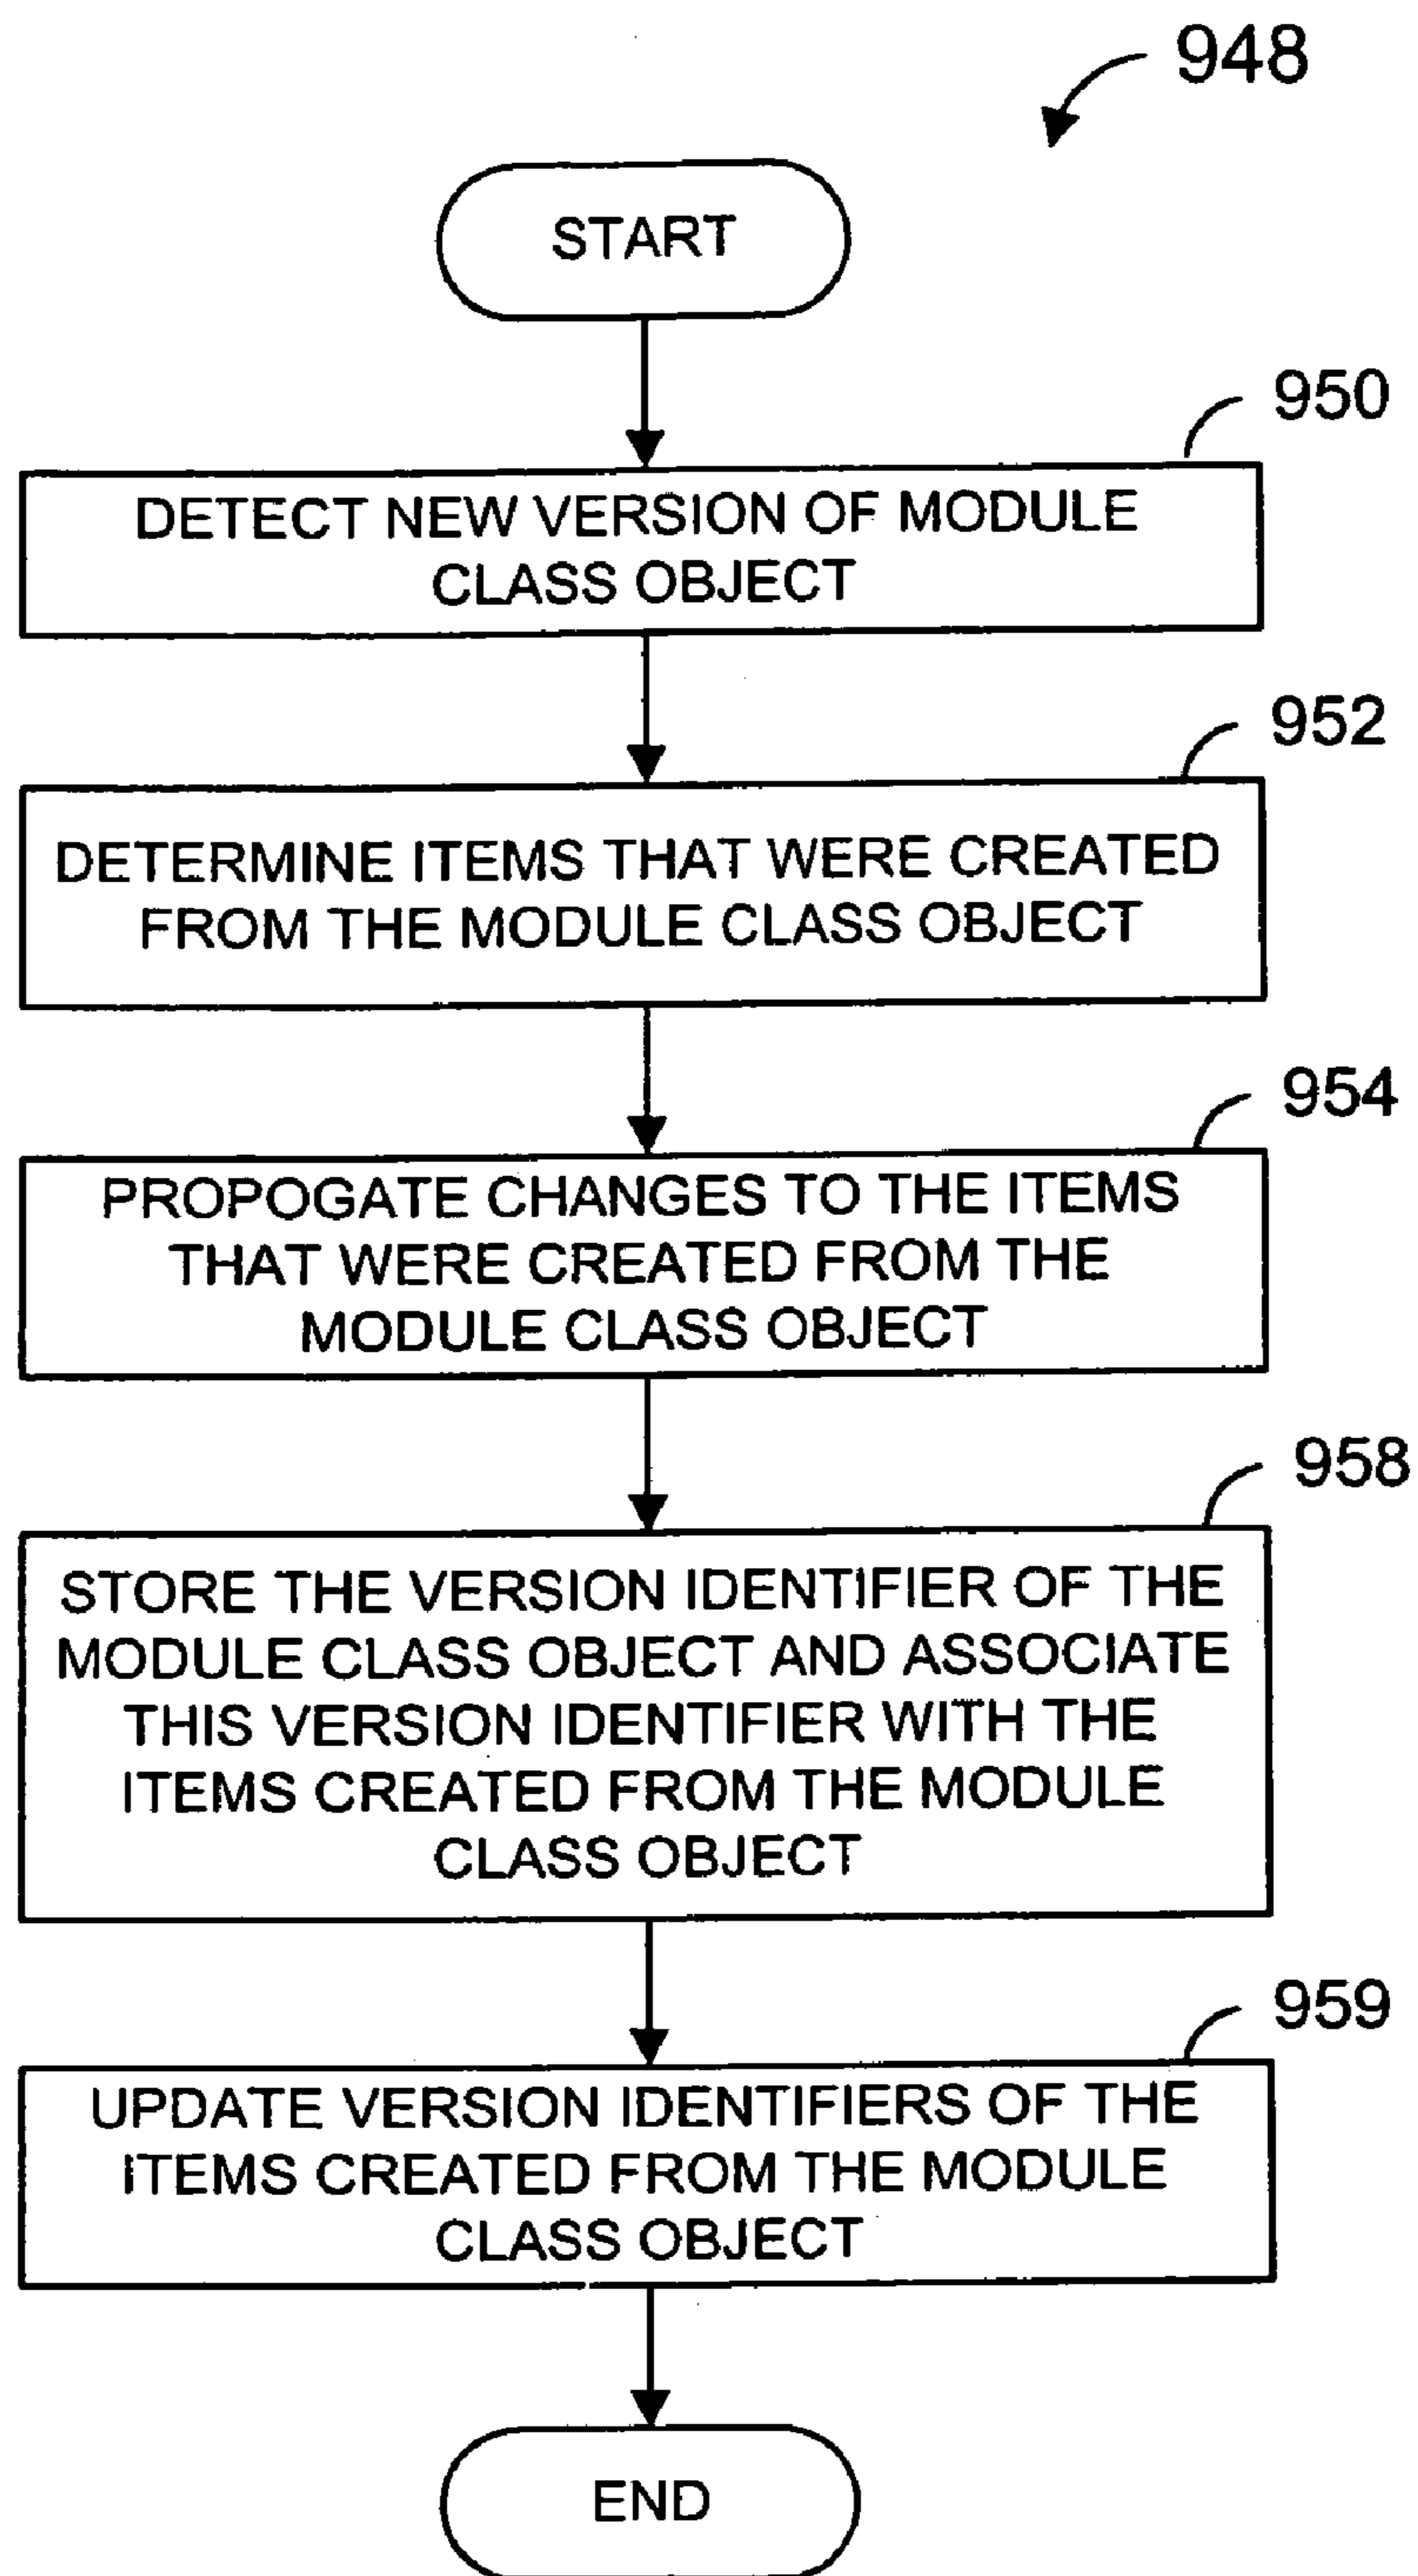 948
START
950
DETECT NEW VERSION OF MODULE
CLASS OBJECT
952
DETERMINE ITEMS THAT WERE CREATED
FROM THE MODULE CLASS OBJECT
954
PROPOGATE CHANGES TO THE ITEMS
THAT WERE CREATED FROM THE
MODULE CLASS OBJECT
958
STORE THE VERSION IDENTIFIER OF THE
MODULE CLASS OBJECT AND ASSOCIATE
THIS VERSION IDENTIFIER WITH THE
ITEMS CREATED FROM THE MODULE
CLASS OBJECT
959
UPDATE VERSION IDENTIFIERS OF THE
ITEMS CREATED FROM THE MODULE
CLASS OBJECT
END